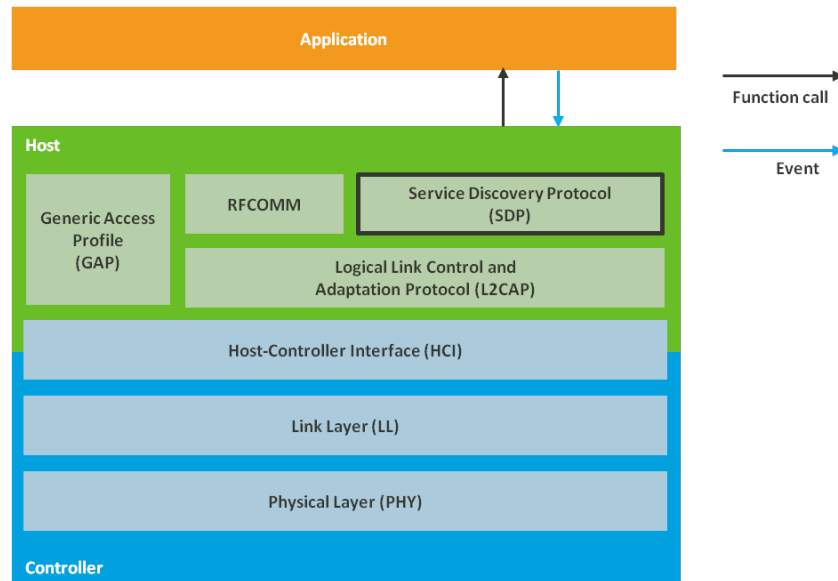 Application
Function call
Host
Event
Generic Access
Profile
(GAP)
RFCOMM
Service Discovery Protocol
(SDP)
Logical Link Control and
Adaptation Protocol (L2CAP)
Host-Controller Interface (HCI)
Link Layer (LL)
Physical Layer (PHY)
Controller